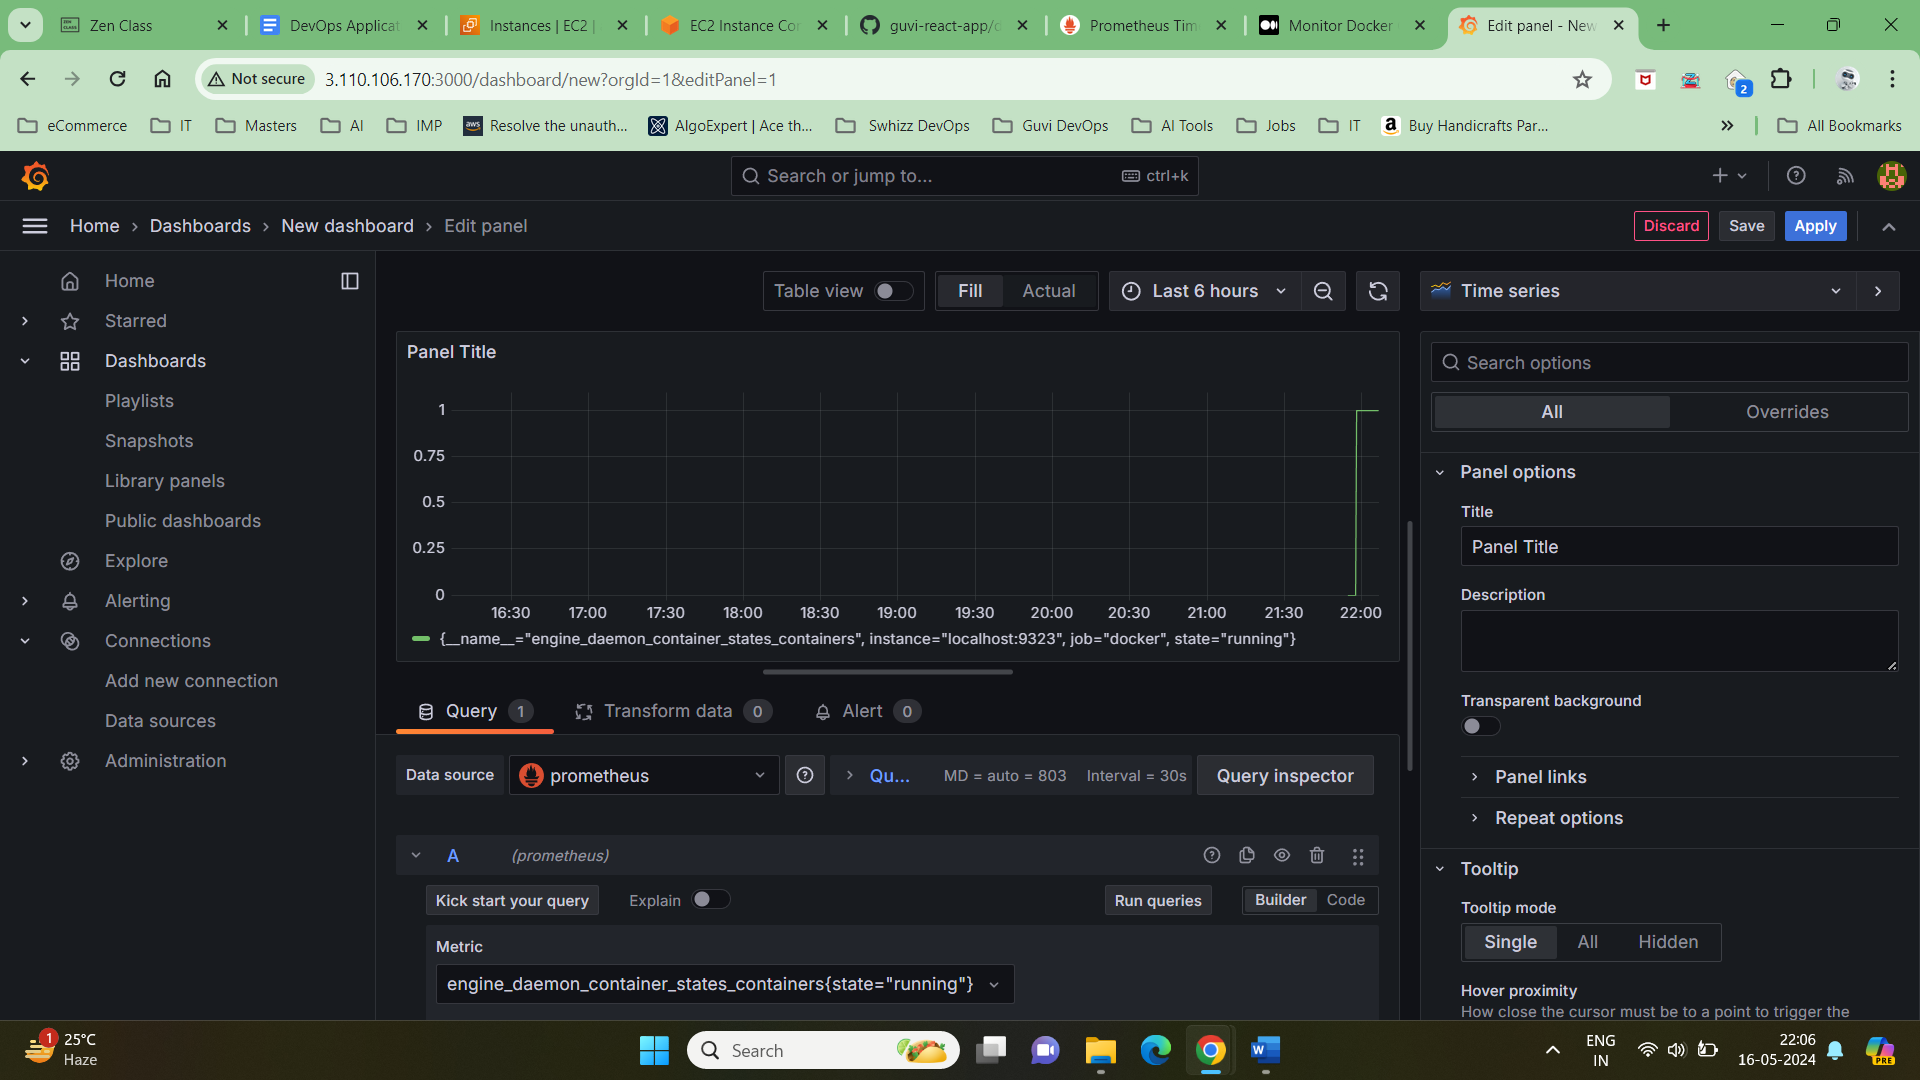 Zen Class
DevOps Applicat
Instances | EC2 |
EC2 Instance Cor
guvi-react-app/d
Prometheus Time
Monitor Docker
Edit panel - New
Not secure
3.110.106.170:3000/dashboard/new?orgId=1&editPanel=1
2
eCommerce
IT
Masters
AI
IMP
aws
Resolve the unauth...
AlgoExpert | Ace th...
Swhizz DevOps
Guvi DevOps
AI Tools
Jobs
IT
Buy Handicrafts Par...
All Bookmarks
Search or jump to...
ctrl+k
Home
Dashboards
New dashboard
Edit panel
Discard
Save
Apply
Home
Starred
Dashboards
Playlists
Snapshots
Library panels
Public dashboards
Explore
Alerting
Connections
Add new connection
Data sources
Administration
Table view
Fill
Actual
Last 6 hours
Time series
Panel Title
1
0.75
0.5
0.25
0
16:30 17:00 17:30 18:00 18:30 19:00 19:30 20:00 20:30 21:00 21:30 22:00
{__name__="engine_daemon_container_states_containers", instance="localhost:9323", job="docker", state="running"}
Query 1
Transform data 0
Alert 0
Data source
prometheus
Qu...
MD = auto = 803
Interval = 30s
Query inspector
A
(prometheus)
Kick start your query
Explain
Run queries
Builder
Code
Metric
engine_daemon_container_states_containers{state="running"}
Search options
All
Overrides
Panel options
Title
Panel Title
Description
Transparent background
Panel links
Repeat options
Tooltip
Tooltip mode
Single
All
Hidden
Hover proximity
How close the cursor must be to a point to trigger the
1
25°C
Haze
Search
ENG
IN
22:06
16-05-2024
PRE